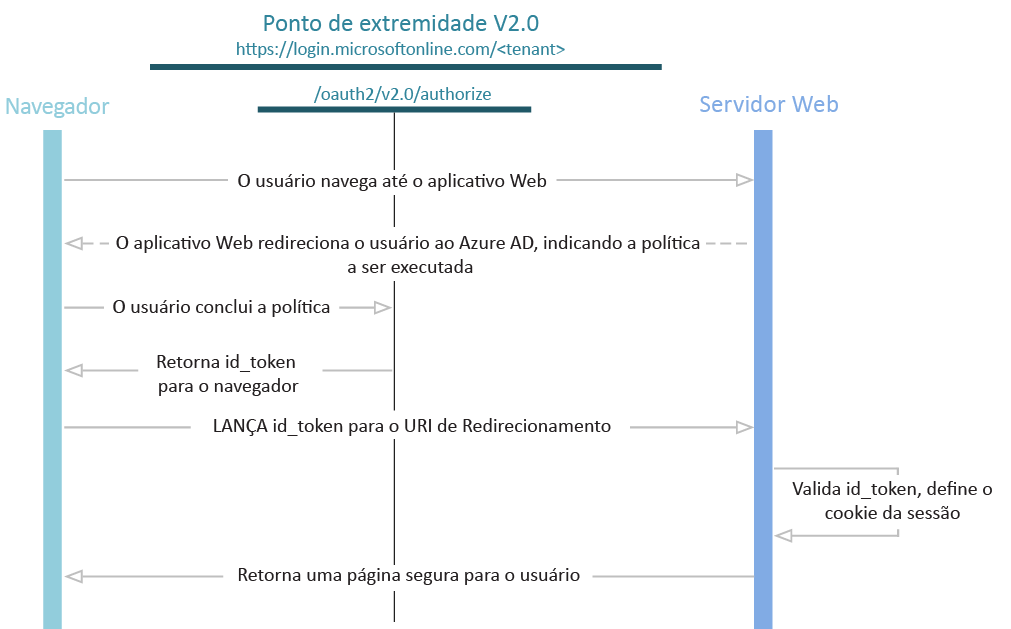 Ponto de extremidade V2.0
https://login.microsoftonline.com/<tenant>
/oauth2/v2.0/authorize
Navegador
Servidor Web
O usuário navega até o aplicativo Web
O aplicativo Web redireciona o usuário ao Azure AD, indicando a política
a ser executada
O usuário conclui a política
Retorna id_token
para o navegador
LANÇA id_token para o URI de Redirecionamento
Valida id_token, define o
cookie da sessão
Retorna uma página segura para o usuário